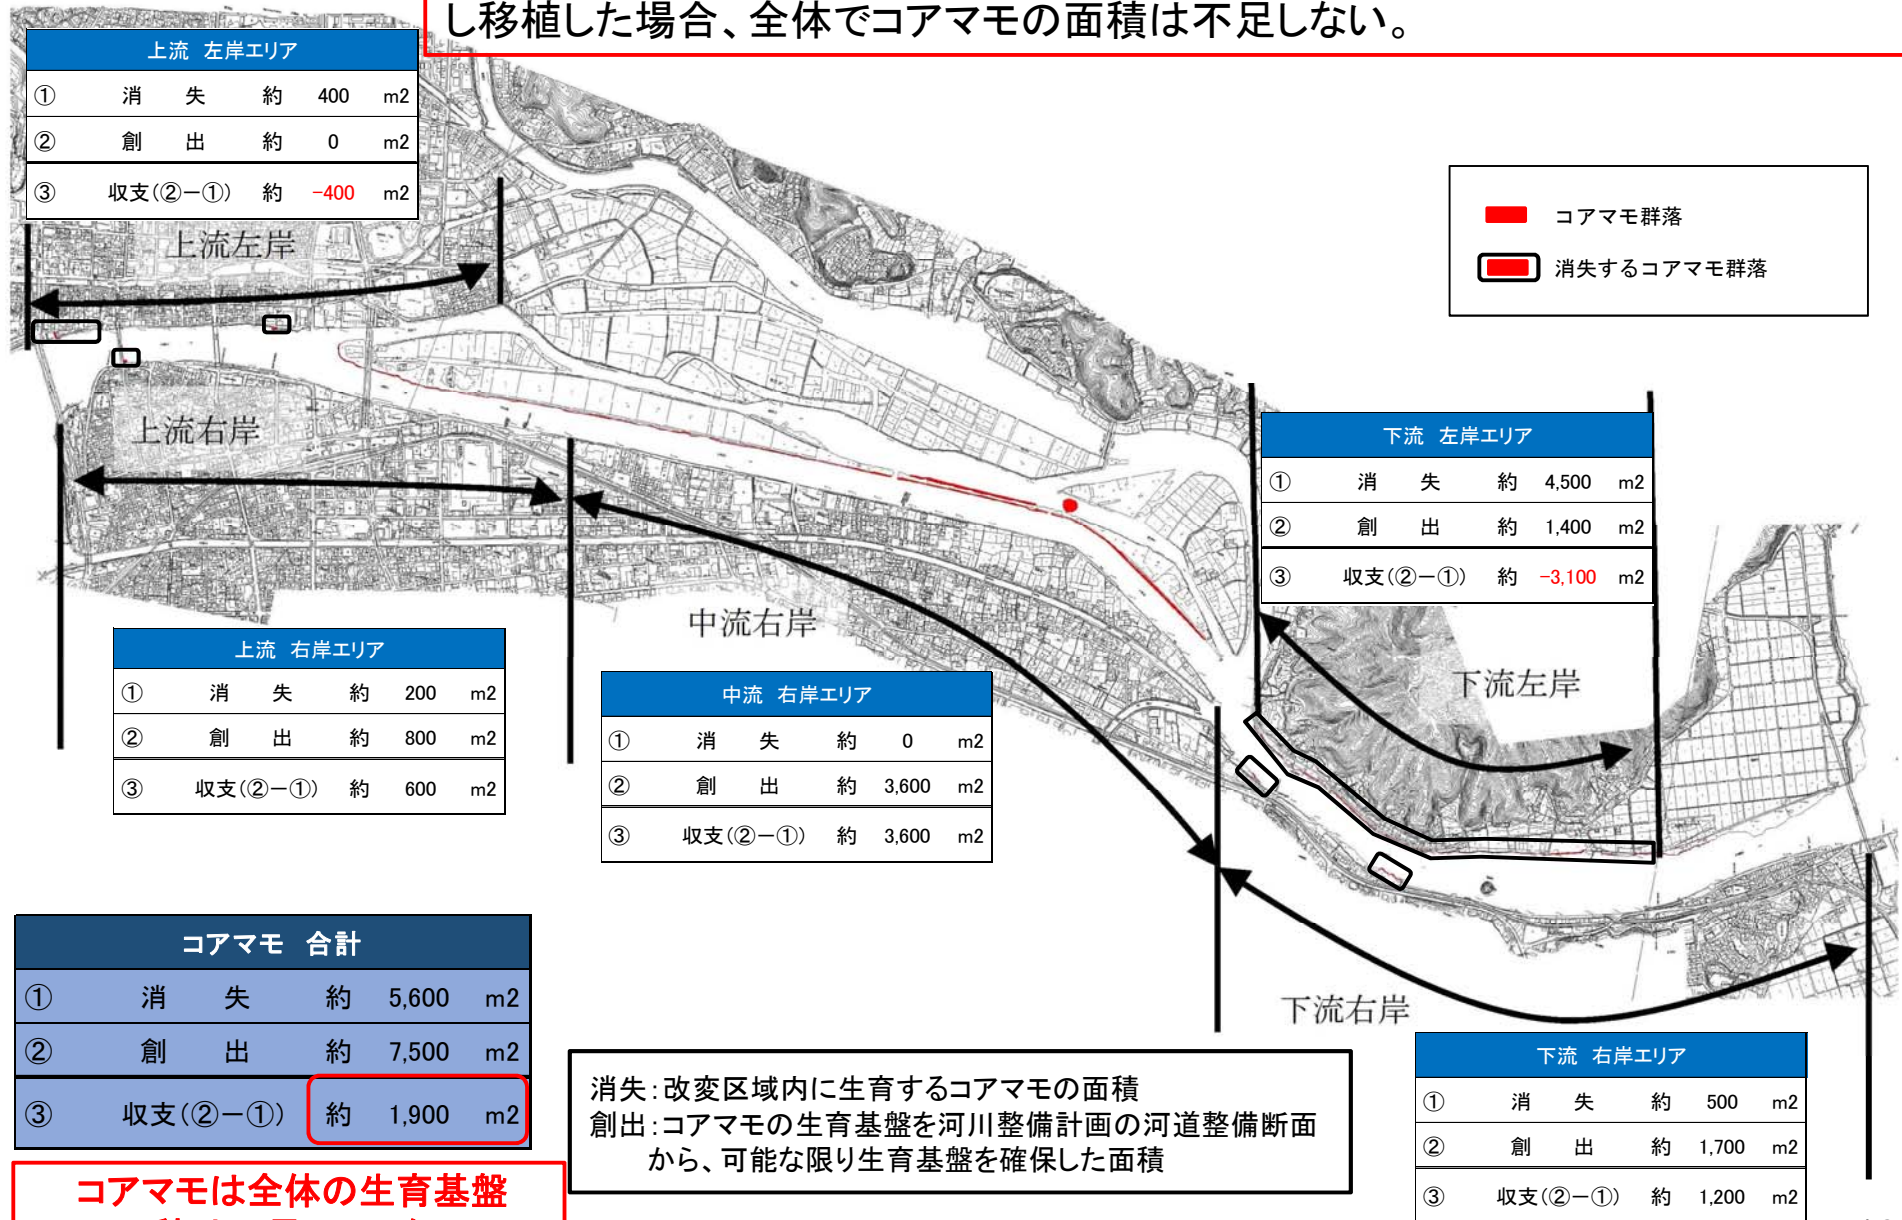 し移植した場合、全体でコアマモの面積は不足しない。
上流 左岸エリア
① 消 失 約 400 m2
② 創 出 約 0 m2
③ 収支(②－①) 約 -400 m2
コアマモ群落
消失するコアマモ群落
上流左岸
上流右岸
下流 左岸エリア
① 消 失 約 4,500 m2
② 創 出 約 1,400 m2
③ 収支(②－①) 約 -3,100 m2
中流右岸
下流左岸
上流 右岸エリア
① 消 失 約 200 m2
② 創 出 約 800 m2
③ 収支(②－①) 約 600 m2
中流 右岸エリア
① 消 失 約 0 m2
② 創 出 約 3,600 m2
③ 収支(②－①) 約 3,600 m2
コアマモ 合計
① 消 失 約 5,600 m2
② 創 出 約 7,500 m2
③ 収支(②－①) 約 1,900 m2
下流右岸
消失：改変区域内に生育するコアマモの面積
創出：コアマモの生育基盤を河川整備計画の河道整備断面
から、可能な限り生育基盤を確保した面積
下流 右岸エリア
① 消 失 約 500 m2
② 創 出 約 1,700 m2
③ 収支(②－①) 約 1,200 m2
コアマモは全体の生育基盤